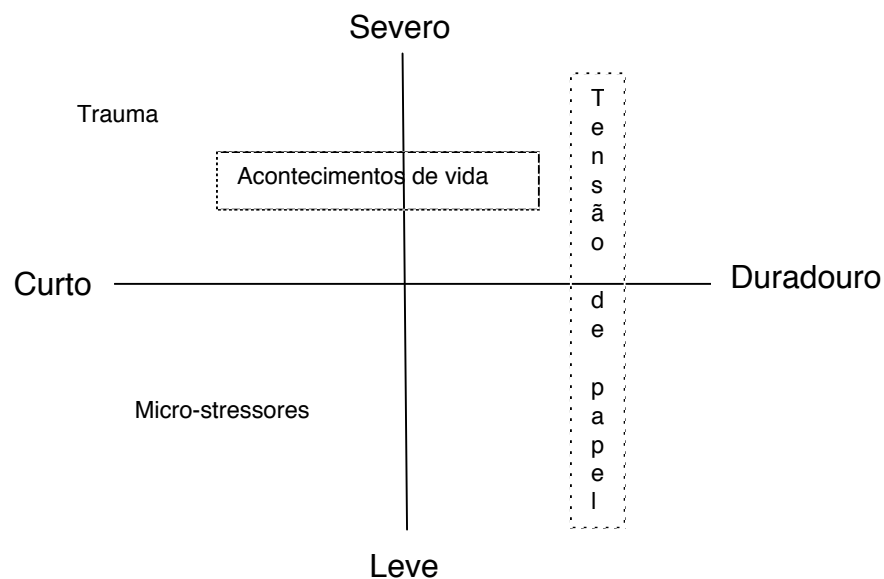 Severo
Trauma
Acontecimentos de vida
Tensão de papel
Curto
Duradouro
Micro-stressores
Leve